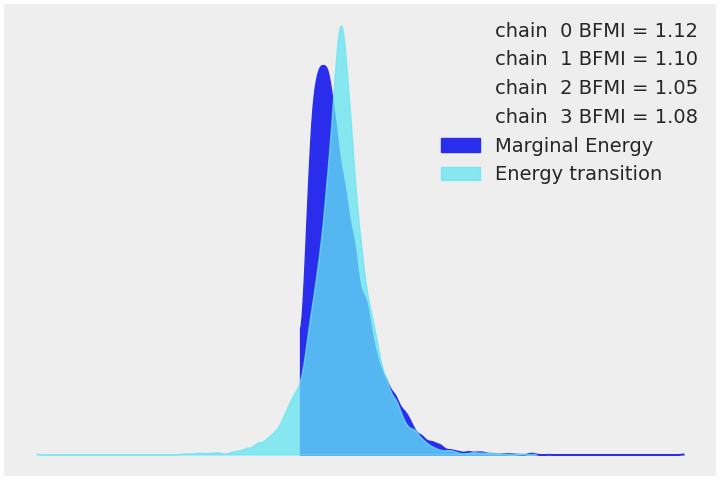 chain  0 BFMI = 1.12
chain  1 BFMI = 1.10
chain  2 BFMI = 1.05
chain  3 BFMI = 1.08
Marginal Energy
Energy transition